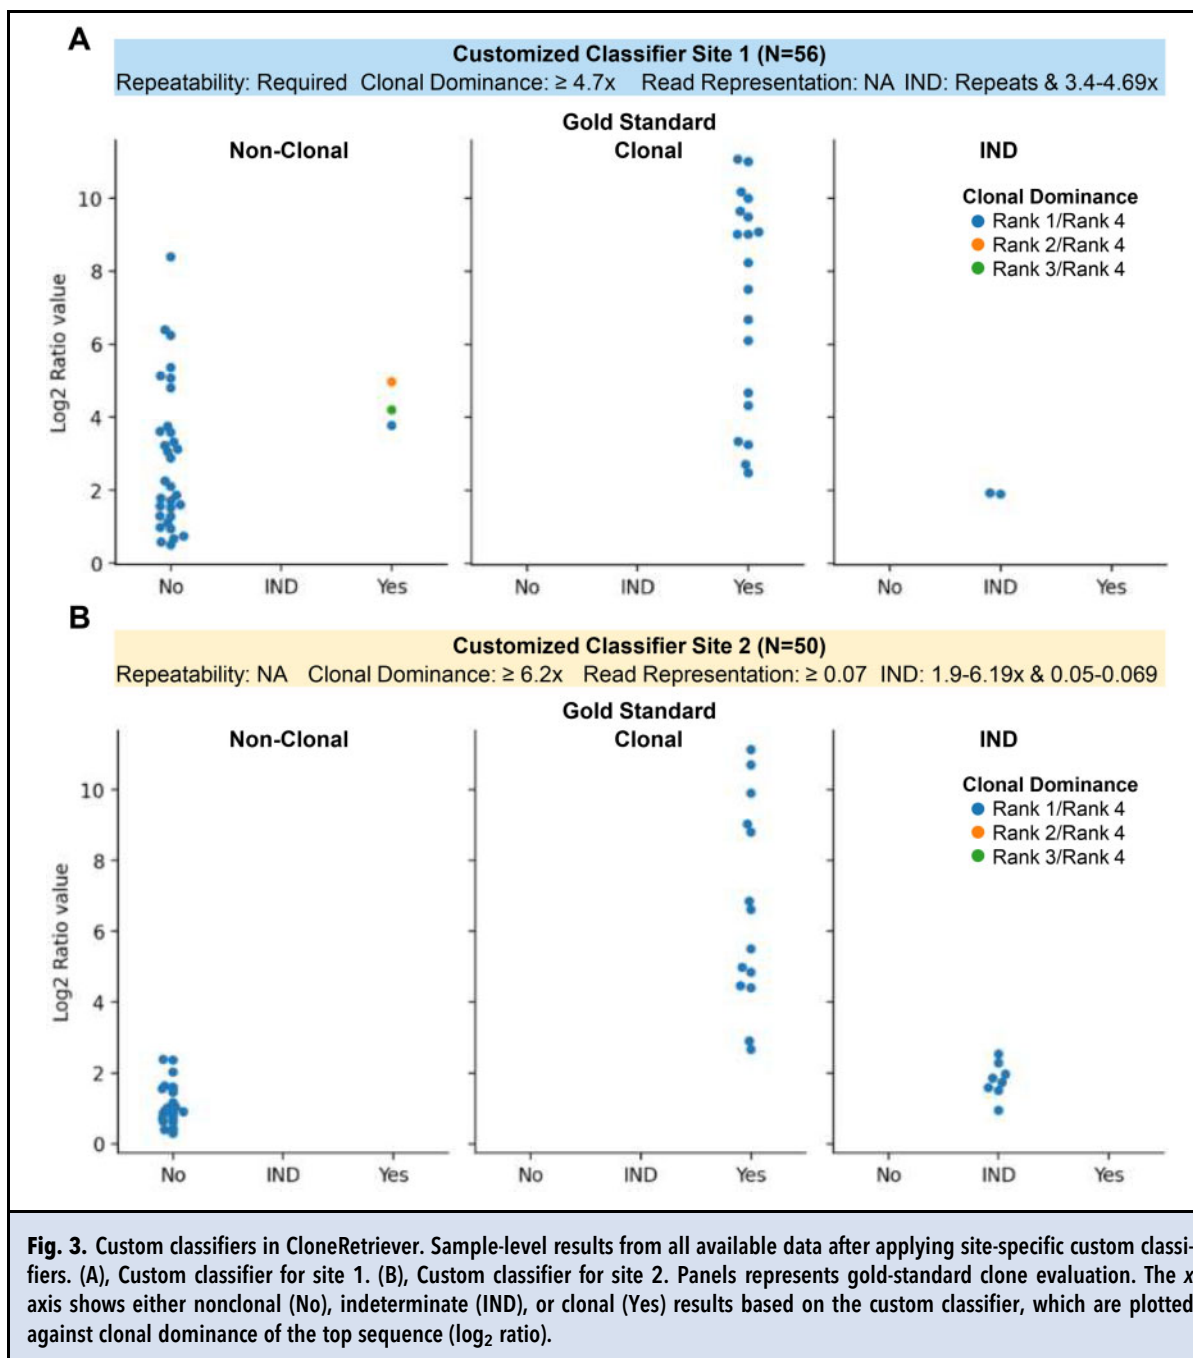 A
Customized Classifier Site 1 (N=56)
Repeatability: Required Clonal Dominance: ≥ 4.7x Read Representation: NA IND: Repeats & 3.4-4.69x
Gold Standard
Non-Clonal Clonal IND
Clonal Dominance
Rank 1/Rank 4
Rank 2/Rank 4
Rank 3/Rank 4
Log2 Ratio value
10
8
6
4
2
0
No IND Yes No IND Yes No IND Yes
B
Customized Classifier Site 2 (N=50)
Repeatability: NA Clonal Dominance: ≥ 6.2x Read Representation: ≥ 0.07 IND: 1.9-6.19x & 0.05-0.069
Gold Standard
Non-Clonal Clonal IND
Clonal Dominance
Rank 1/Rank 4
Rank 2/Rank 4
Rank 3/Rank 4
Log2 Ratio value
10
8
6
4
2
0
No IND Yes No IND Yes No IND Yes
Fig. 3. Custom classifiers in CloneRetriever. Sample-level results from all available data after applying site-specific custom classi-
fiers. (A), Custom classifier for site 1. (B), Custom classifier for site 2. Panels represents gold-standard clone evaluation. The x
axis shows either nonclonal (No), indeterminate (IND), or clonal (Yes) results based on the custom classifier, which are plotted
against clonal dominance of the top sequence (log2 ratio).